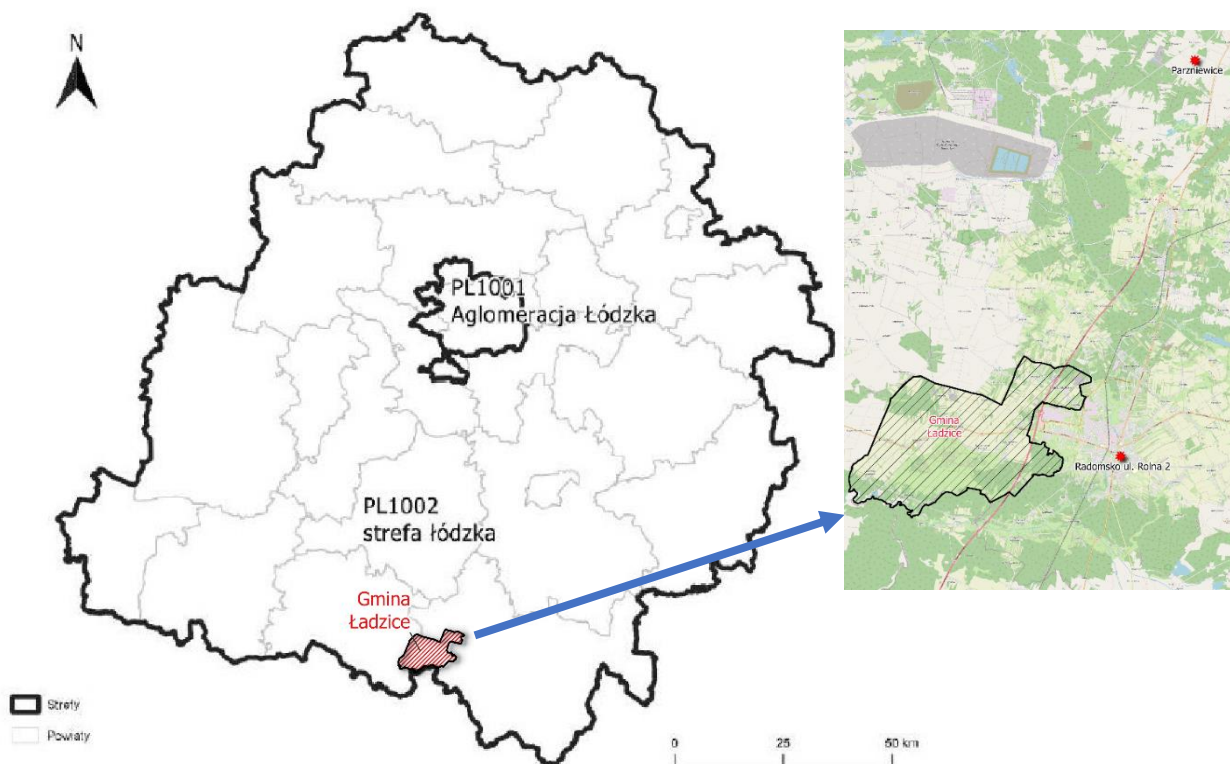 N
PL1001
Aglomeracja Łódzka
PL1002
strefa łódzka
Gmina
Ładzice
Strefy
Powiaty
0 25 50 km
Parzniewice
Gmina
Ładzice
Radomsko ul. Rolna 2